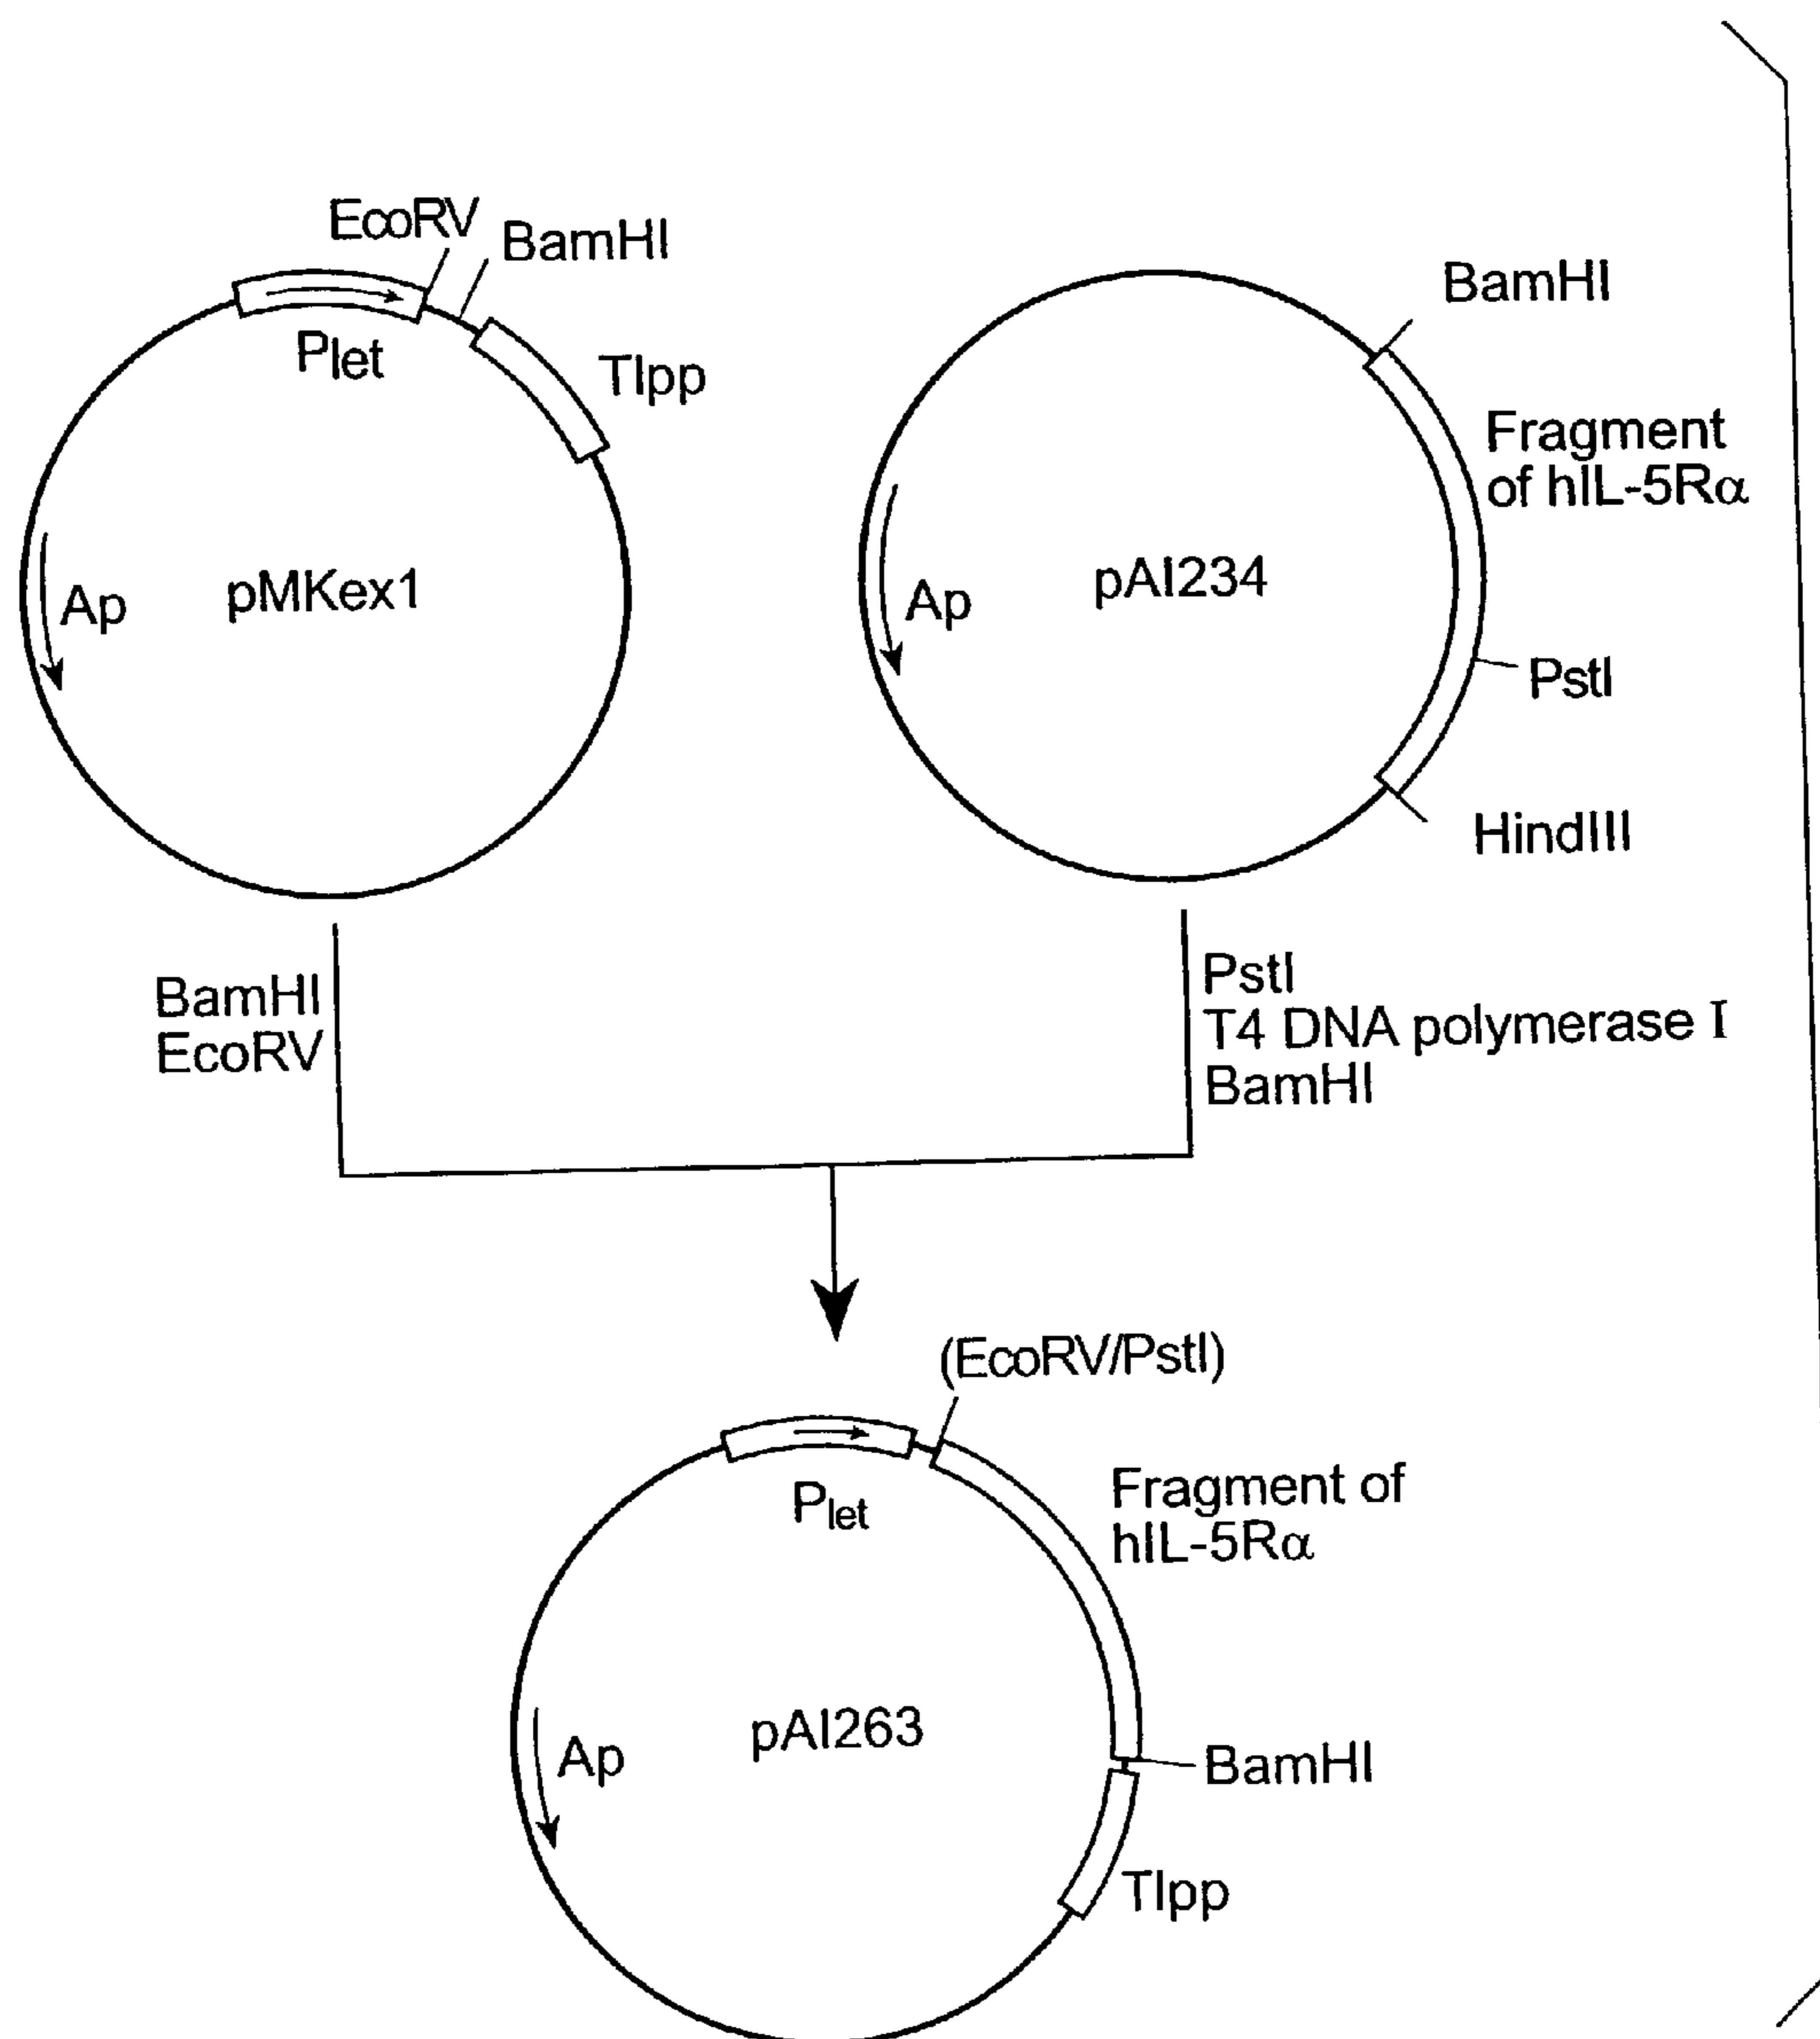 EcoRV
BamHI
Plet
Tlpp
Ap
pMKex1
BamHI
Fragment
of hIL-5Rα
Ap
pAI234
PstI
HindIII
BamHI
EcoRV
PstI
T4 DNA polymerase I
BamHI
(EcoRV/PstI)
Plet
Fragment of
hIL-5Rα
Ap
pAI263
BamHI
Tlpp